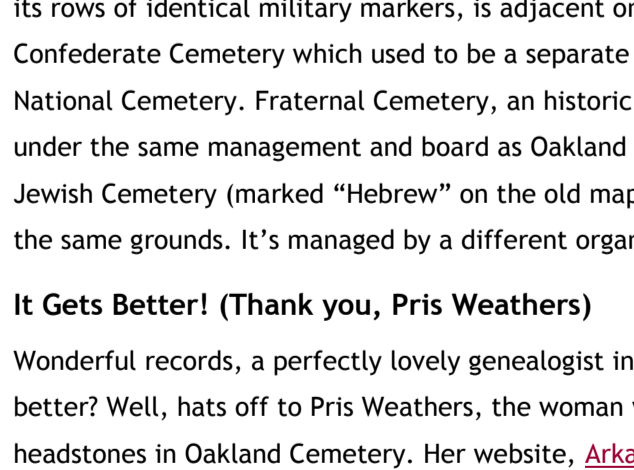 its rows of identical military markers, is adjacent
Confederate Cemetery which used to be a separate
National Cemetery. Fraternal Cemetery, an historic
under the same management and board as Oakland
Jewish Cemetery (marked “Hebrew” on the old map
the same grounds. It’s managed by a different
It Gets Better! (Thank you, Pris Weathers)
Wonderful records, a perfectly lovely genealogist in
better? Well, hats off to Pris Weathers, the woman
headstones in Oakland Cemetery. Her website,